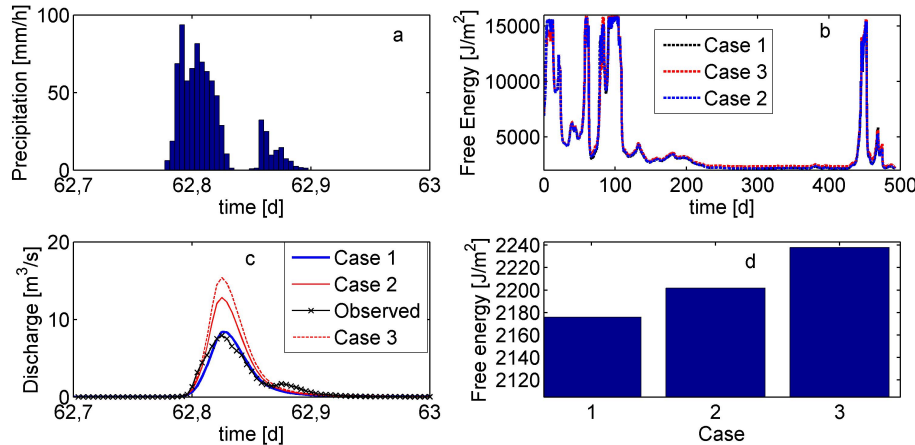 a
Precipitation [mm/h]
100
50
0
62,7
62,8
62,9
63
time [d]
b
Free Energy [J/m²]
15000
10000
5000
0
100
200
300
400
500
time [d]
Case 1
Case 3
Case 2
c
Discharge [m³/s]
20
10
0
62,7
62,8
62,9
63
time [d]
Case 1
Case 2
Observed
Case 3
d
Free energy [J/m²]
2240
2220
2200
2180
2160
2140
2120
1
2
3
Case